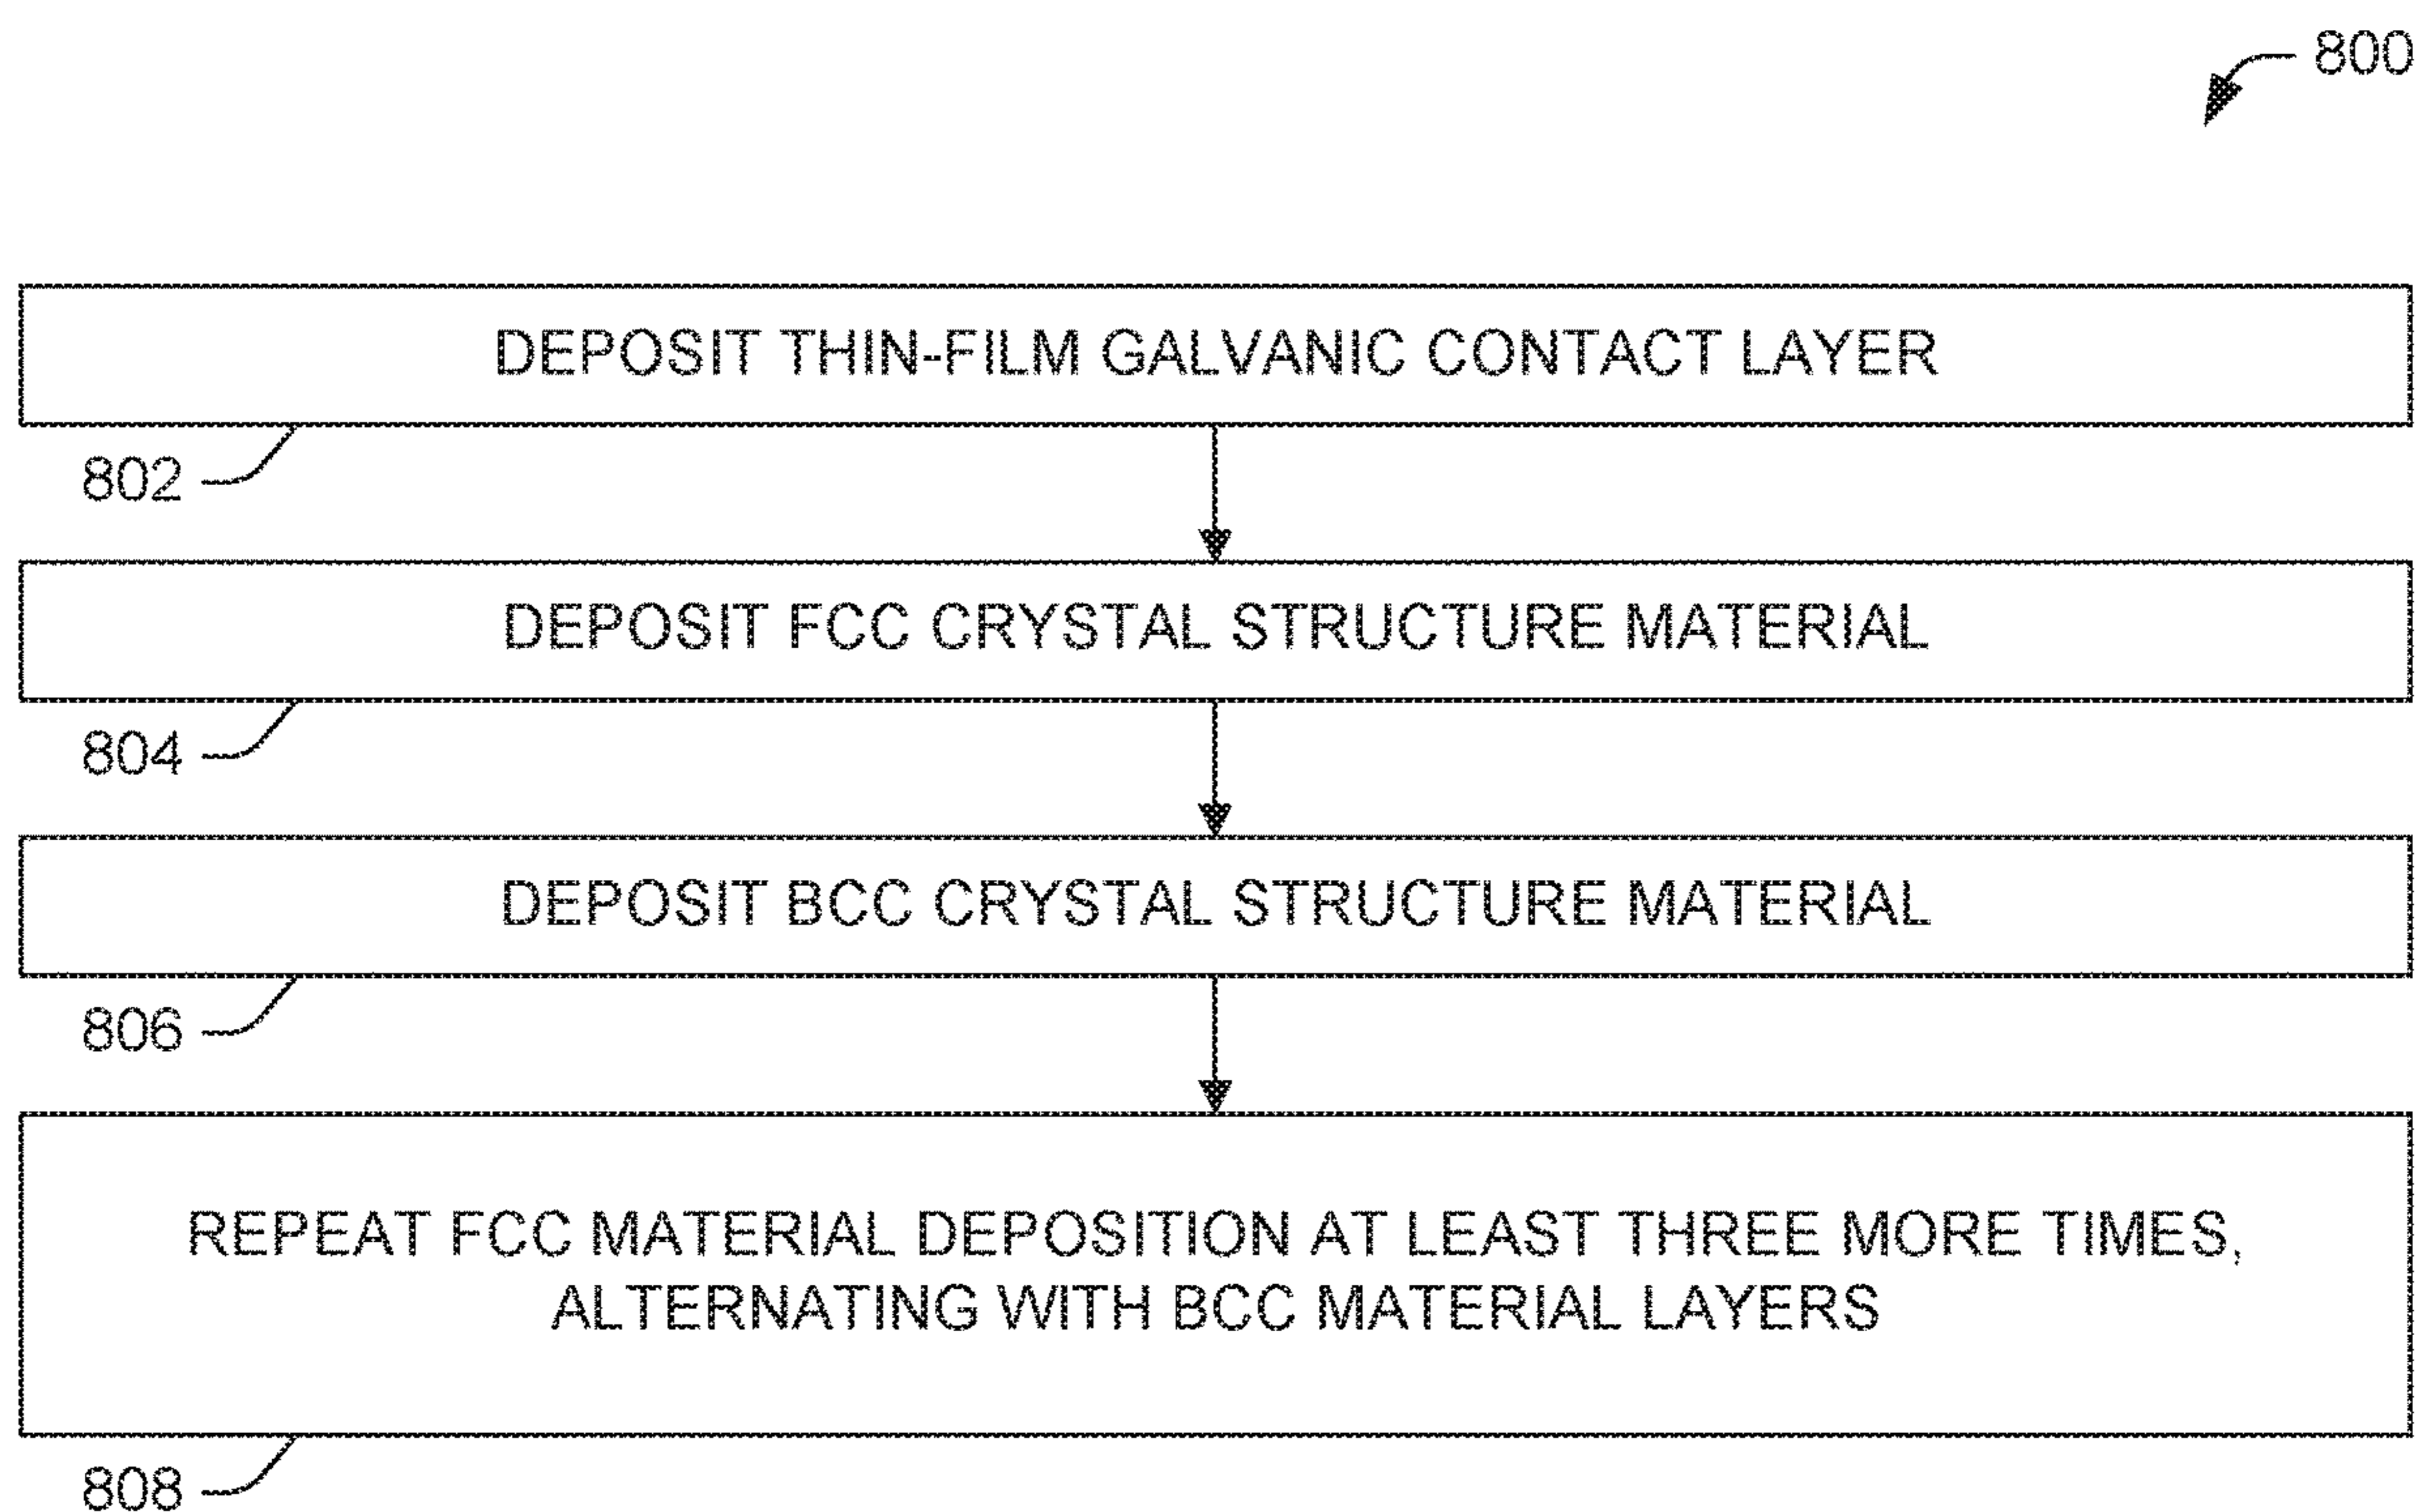 800
DEPOSIT THIN-FILM GALVANIC CONTACT LAYER
802
DEPOSIT FCC CRYSTAL STRUCTURE MATERIAL
804
DEPOSIT BCC CRYSTAL STRUCTURE MATERIAL
806
REPEAT FCC MATERIAL DEPOSITION AT LEAST THREE MORE TIMES,
ALTERNATING WITH BCC MATERIAL LAYERS
808